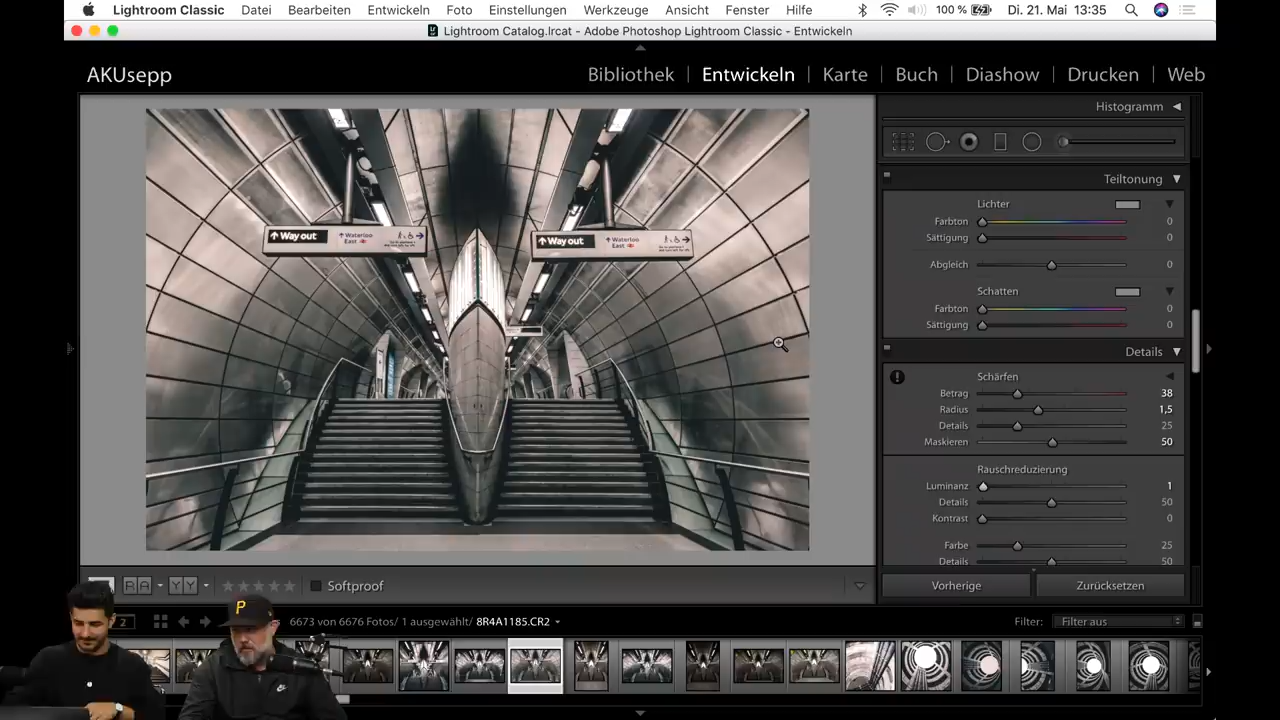 Lightroom Classic Datei Bearbeiten Entwickeln Foto Einstellungen Werkzeuge Ansicht Fenster Hilfe 100 % Di. 21. Mai 13:35
Lightroom Catalog.lrcat - Adobe Photoshop Lightroom Classic - Entwickeln
AKUsepp
Bibliothek | Entwickeln | Karte | Buch | Diashow | Drucken | Web
Histogramm
Teiltonung
Lichter
Farbton 0
Sättigung 0
Abgleich 0
Schatten
Farbton 0
Sättigung 0
Details
Schärfen
Betrag 38
Radius 1,5
Details 25
Maskieren 50
Rauschreduzierung
Luminanz 1
Details 50
Kontrast 0
Farbe 25
Details 50
Way out Waterloo East
Way out Waterloo East
R A Y Y Softproof
Vorherige Zurücksetzen
2 6673 von 6676 Fotos/ 1 ausgewählt/ 8R4A1185.CR2
Filter: Filter aus
P